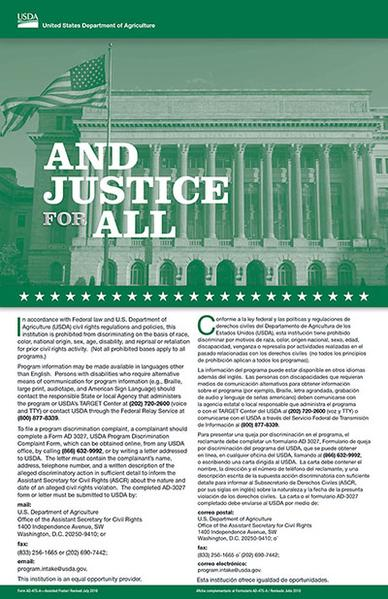 USDA
United States Department of Agriculture
AND
JUSTICE
FOR ALL
In accordance with Federal law and U.S. Department of
Agriculture (USDA) civil rights regulations and policies, this
institution is prohibited from discriminating on the basis of race,
color, national origin, sex, age, disability, and reprisal or retaliation
for prior civil rights activity. (Not all prohibited bases apply to all
programs.)
Program information may be made available in languages other
than English. Persons with disabilities who require alternative
means of communication for program information (e.g., Braille,
large print, audiotape, and American Sign Language) should
contact the responsible State or local Agency that administers
the program or USDA's TARGET Center at (202) 720-2600 (voice
and TTY) or contact USDA through the Federal Relay Service at
(800) 877-8339.
To file a program discrimination complaint, a complainant should
complete a Form AD 3027, USDA Program Discrimination
Complaint Form, which can be obtained online, from any USDA
office, by calling (866) 632-9992, or by writing a letter addressed
to USDA. The letter must contain the complainant's name,
address, telephone number, and a written description of the
alleged discriminatory action in sufficient detail to inform the
Assistant Secretary for Civil Rights (ASCR) about the nature and
date of an alleged civil rights violation. The completed AD-3027
form or letter must be submitted to USDA by:
mail:
U.S. Department of Agriculture
Office of the Assistant Secretary for Civil Rights
1400 Independence Avenue, SW
Washington, D.C. 20250-9410; or
fax:
(833) 256-1665 or (202) 690-7442;
email:
program.intake@usda.gov.
This institution is an equal opportunity provider.
Conforme a la ley federal y las políticas y regulaciones de
derechos civiles del Departamento de Agricultura de los
Estados Unidos (USDA), esta institución tiene prohibido
discriminar por motivos de raza, color, origen nacional, sexo, edad,
discapacidad, venganza o represalia por actividades realizadas en el
pasado relacionadas con los derechos civiles (no todos los principios
de prohibición aplican a todos los programas).
La información del programa puede estar disponible en otros idiomas
además del inglés. Las personas con discapacidades que requieran
medios de comunicación alternativos para obtener información
sobre el programa (por ejemplo, Braille, letra agrandada, grabación
de audio y lenguaje de señas americano) deben comunicarse con
la agencia estatal o local responsable que administra el programa
o con el TARGET Center del USDA al (202) 720-2600 (voz y TTY) o
comunicarse con el USDA a través del Servicio Federal de Transmisión
de Información al (800) 877-8339.
Para presentar una queja por discriminación en el programa, el
reclamante debe completar un formulario AD 3027, Formulario de queja
por discriminación del programa del USDA, que se puede obtener
en línea, en cualquier oficina del USDA, llamando al (866) 632-9992,
o escribiendo una carta dirigida al USDA. La carta debe contener el
nombre, la dirección y el número de teléfono del reclamante, y una
descripción escrita de la supuesta acción discriminatoria con suficiente
detalle para informar al Subsecretario de Derechos Civiles (ASCR,
por sus siglas en inglés) sobre la naturaleza y la fecha de la presunta
violación de los derechos civiles. La carta o el formulario AD-3027
completado debe enviarse al USDA por medio de:
correo postal:
U.S. Department of Agriculture
Office of the Assistant Secretary for Civil Rights
1400 Independence Avenue, SW
Washington, D.C. 20250-9410; o'
fax:
(833) 256-1665 o' (202) 690-7442;
correo electrónico:
program.intake@usda.gov.
Esta institución ofrece igualdad de oportunidades.
Form AD-475-A—Assisted Poster/ Revised July 2019
Afiche complementario al Formulario AD-475-A / Revisado Julio 2019